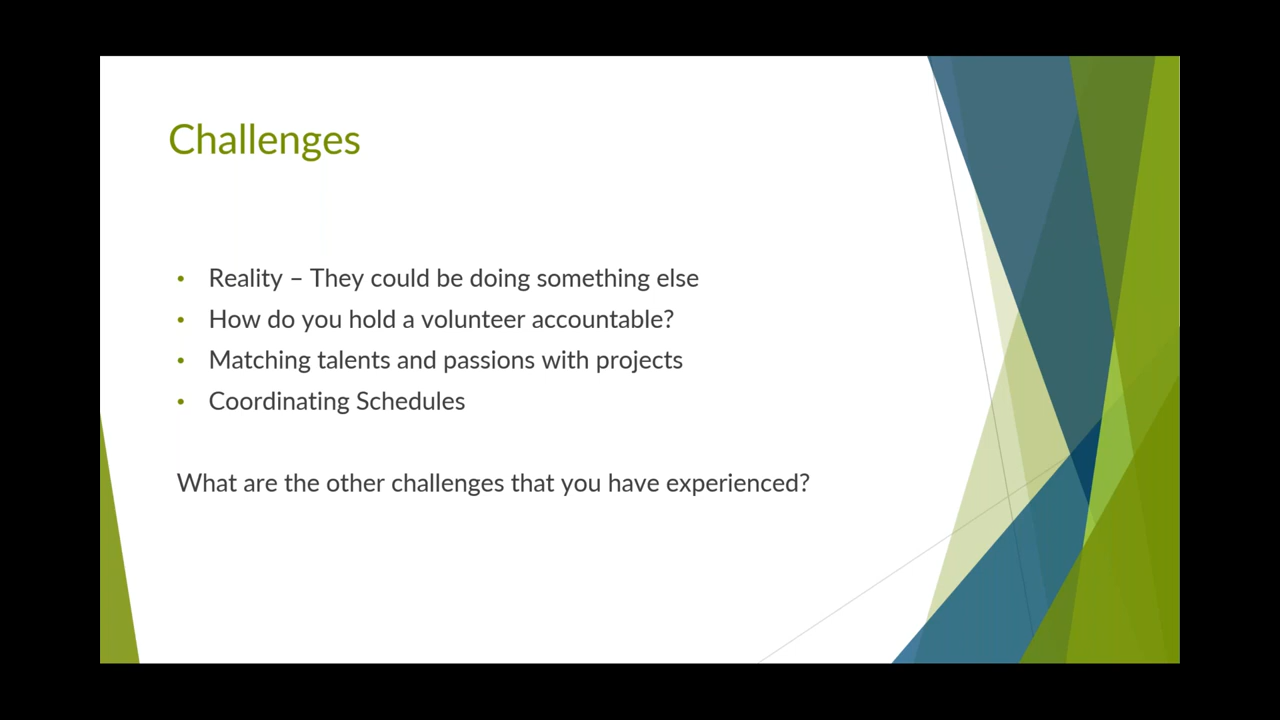 Challenges
• Reality – They could be doing something else
• How do you hold a volunteer accountable?
• Matching talents and passions with projects
• Coordinating Schedules
What are the other challenges that you have experienced?